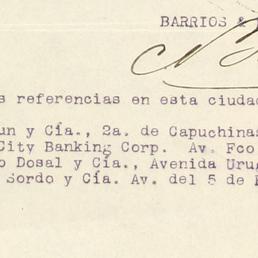 BARRIOS &
s referencias en esta ciudad
un y Cía., 2a. de Capuchinas
City Banking Corp. Av. Fco
o Dosal y Cía., Avenida Urug
Sordo y Cía. Av. del 5 de